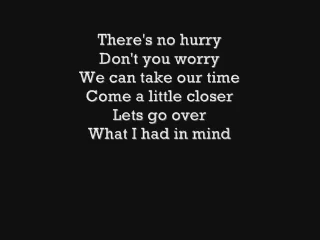 There's no hurry
Don't you worry
We can take our time
Come a little closer
Lets go over
What I had in mind